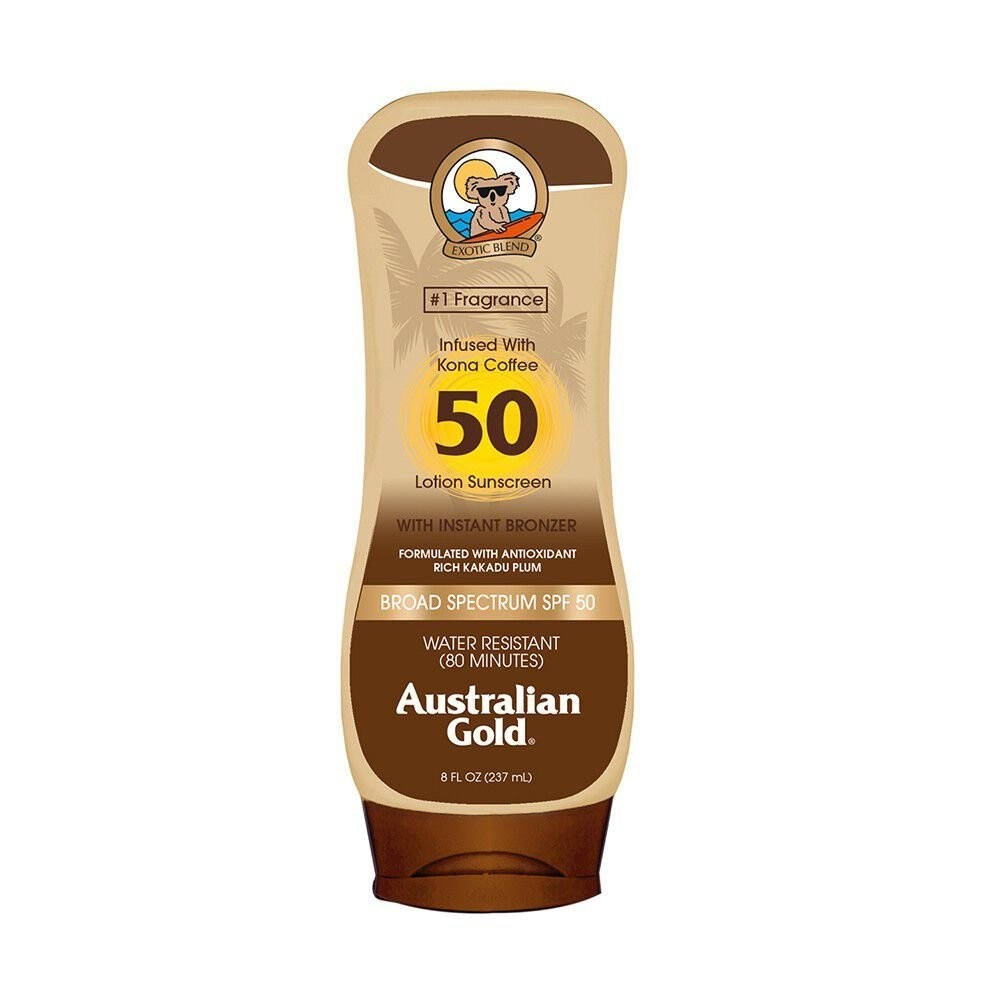 EXOTIC BLEND®
#1 Fragrance
Infused With
Kona Coffee
50
Lotion Sunscreen
WITH INSTANT BRONZER
FORMULATED WITH ANTIOXIDANT
RICH KAKADU PLUM
BROAD SPECTRUM SPF 50
WATER RESISTANT
(80 MINUTES)
Australian
Gold®
8 FL OZ (237 mL)